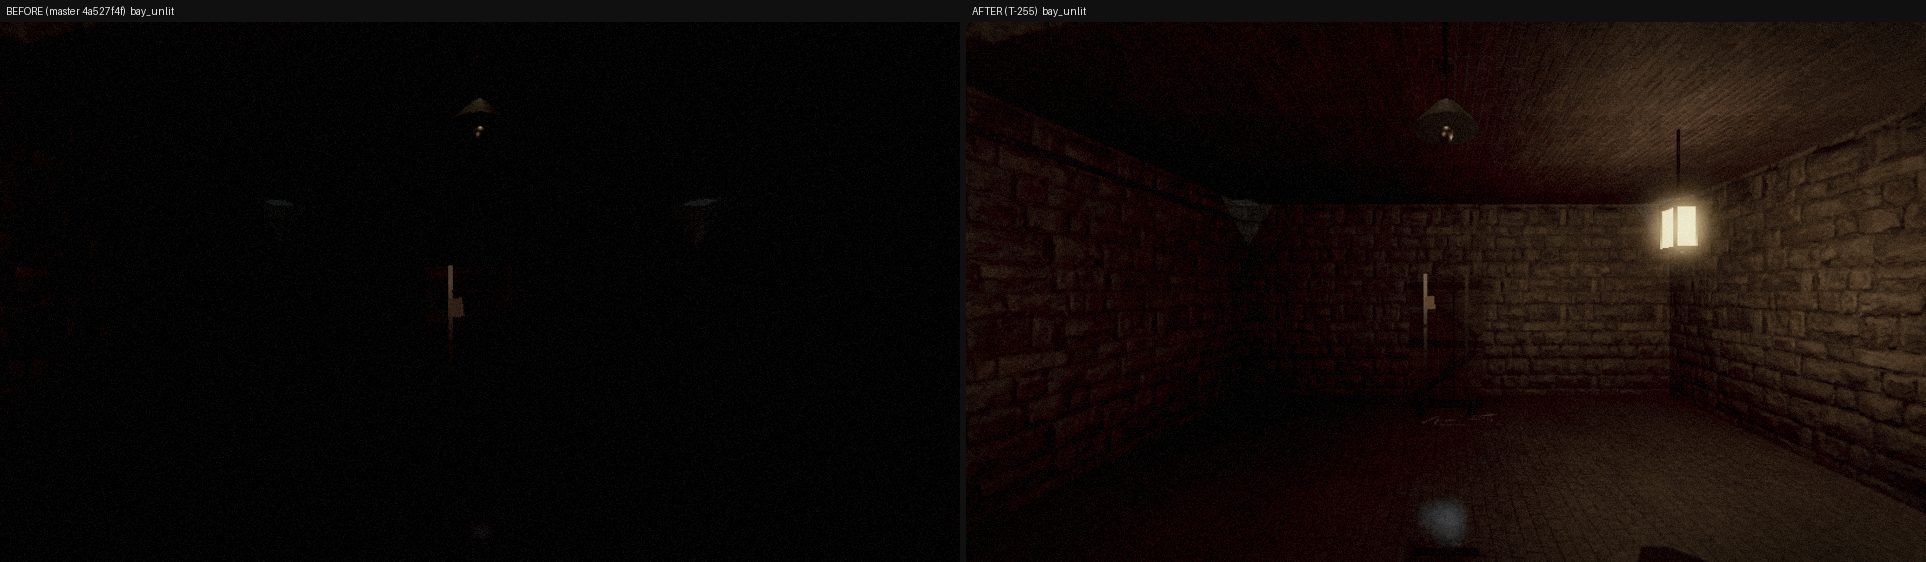 BEFORE (master 4a527f4f) bay_unlit
AFTER (T-255) bay_unlit